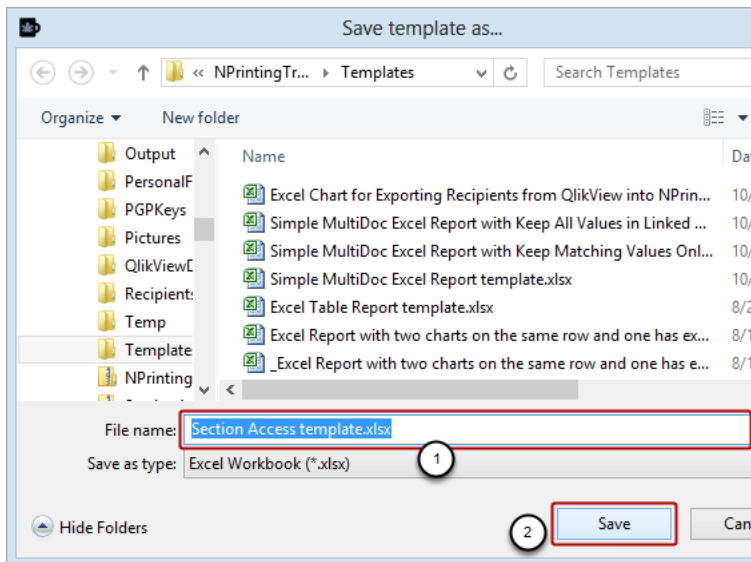 Save template as...
« NPrintingTr... Templates Search Templates
Organize New folder
Name Da
Output
PersonalF
PGPKeys
Pictures
QlikViewD
Recipients
Temp
Template
NPrinting
Excel Chart for Exporting Recipients from QlikView into NPrin... 10/
Simple MultiDoc Excel Report with Keep All Values in Linked ... 10/
Simple MultiDoc Excel Report with Keep Matching Values Onl... 10/
Simple MultiDoc Excel Report template.xlsx 10/
Excel Table Report template.xlsx 8/2
Excel Report with two charts on the same row and one has ex... 8/1
_Excel Report with two charts on the same row and one has e... 8/1
File name: Section Access template.xlsx
1
Save as type: Excel Workbook (*.xlsx)
Hide Folders
2
Save
Can